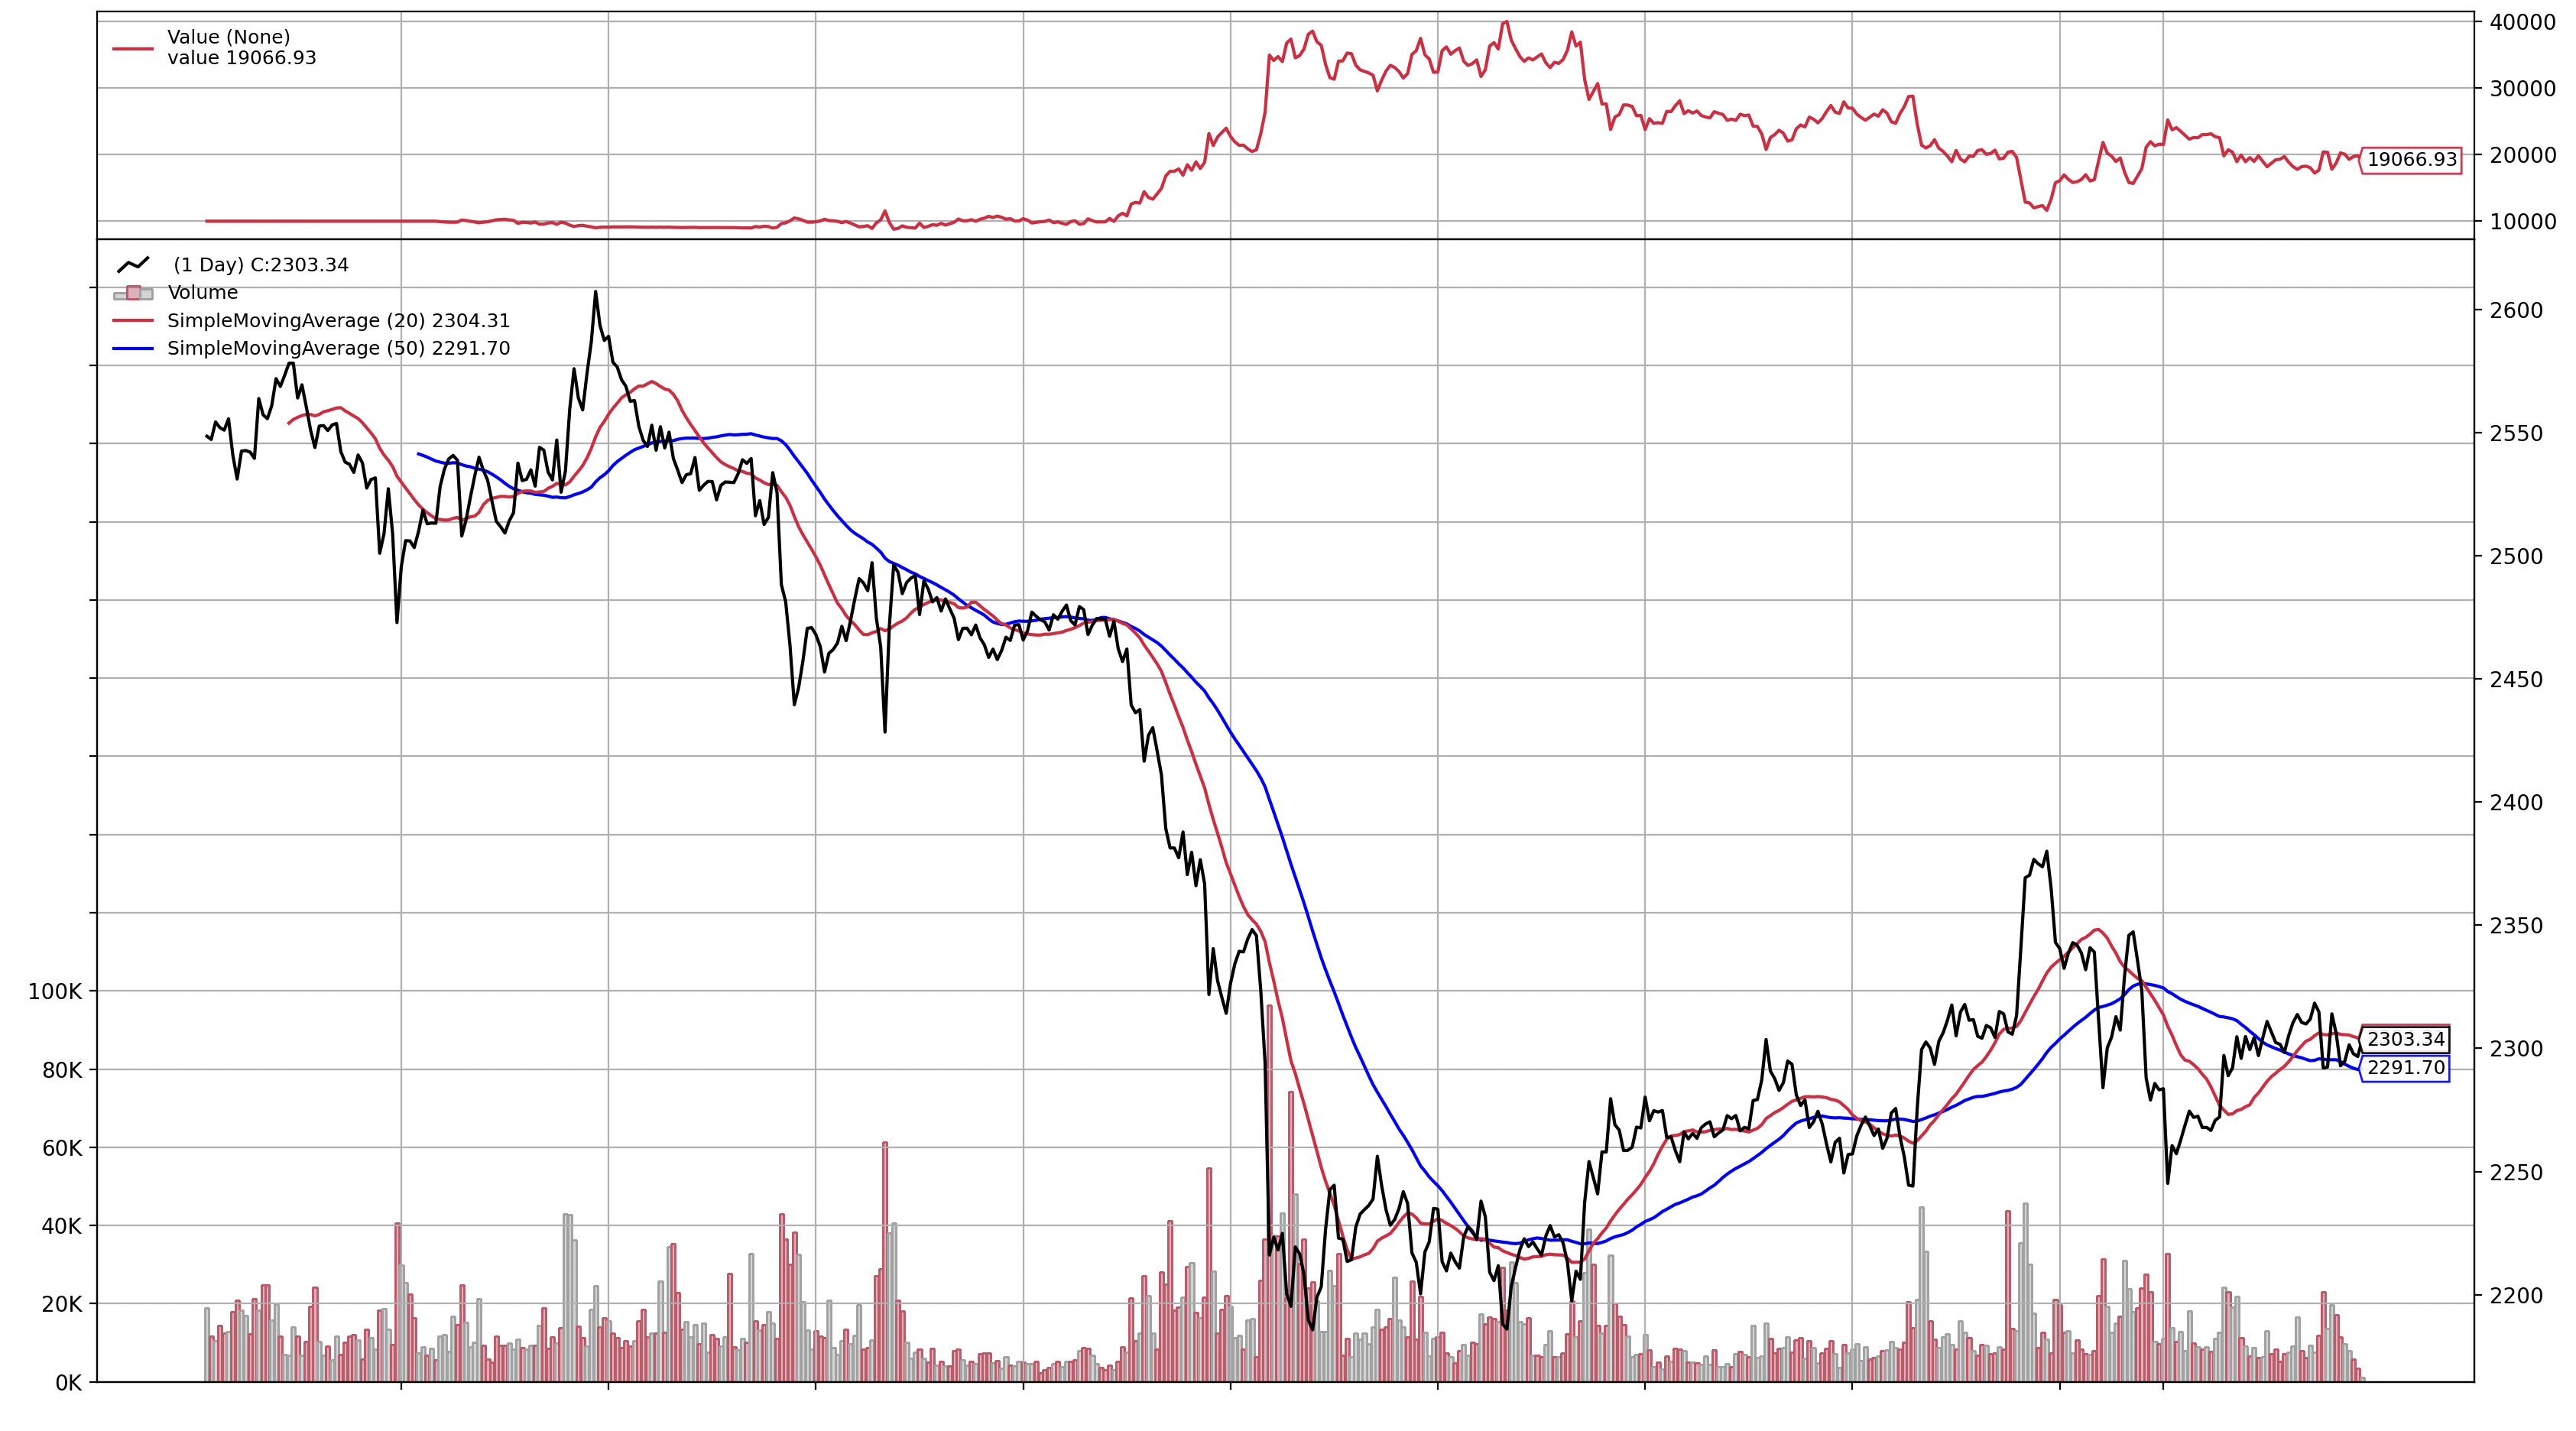 Value (None)
value 19066.93
40000
30000
20000
10000
19066.93
(1 Day) C:2303.34
Volume
SimpleMovingAverage (20) 2304.31
SimpleMovingAverage (50) 2291.70
2600
2550
2500
2450
2400
2350
2300
2250
2200
2303.34
2291.70
100K
80K
60K
40K
20K
0K